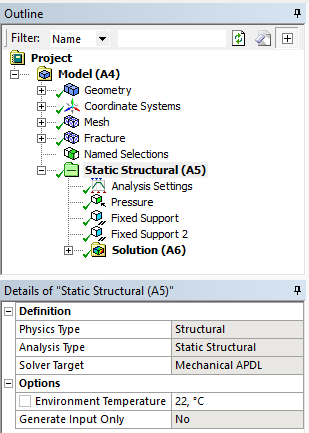 Outline
Filter: Name
Project
Model (A4)
Geometry
Coordinate Systems
Mesh
Fracture
Named Selections
Static Structural (A5)
Analysis Settings
Pressure
Fixed Support
Fixed Support 2
Solution (A6)
Details of "Static Structural (A5)"
Definition
Physics Type Structural
Analysis Type Static Structural
Solver Target Mechanical APDL
Options
Environment Temperature 22, °C
Generate Input Only No